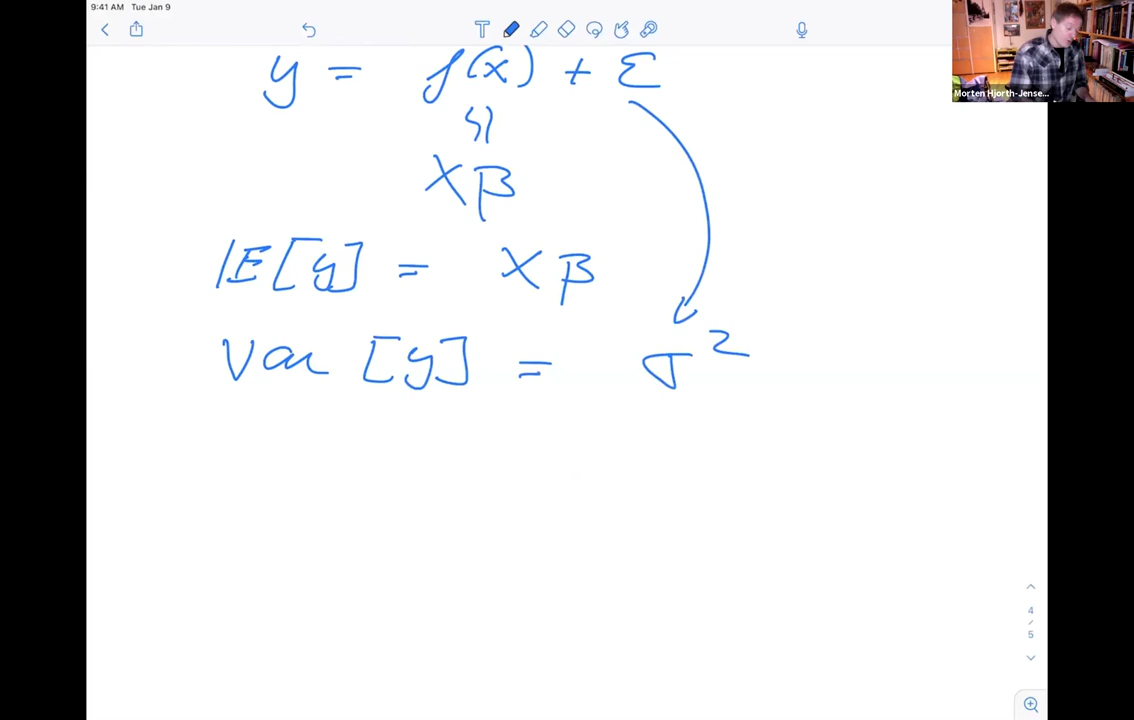 9:41 AM Tue Jan 9
T
Morten Hjorth-Jense...
y = f(x) + ε
≈
Xβ
E[y] = Xβ
Var [y] = σ²
4
/
5